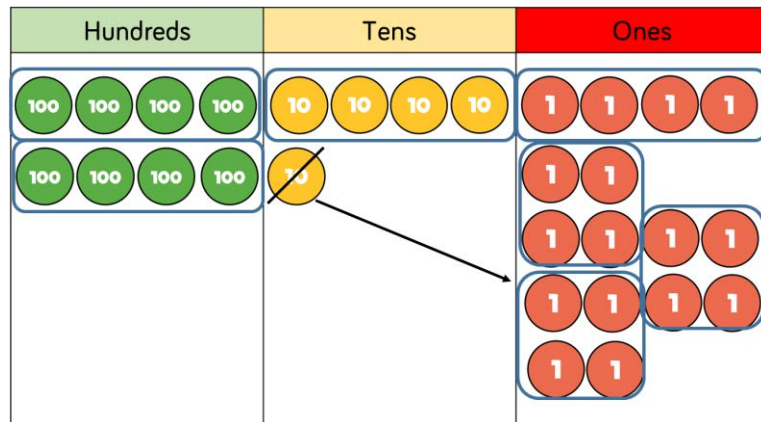 Hundreds Tens Ones
100 100 100 100 10 10 10 10 1 1 1 1
100 100 100 100 10 1 1
1 1 1 1
1 1 1 1
1 1